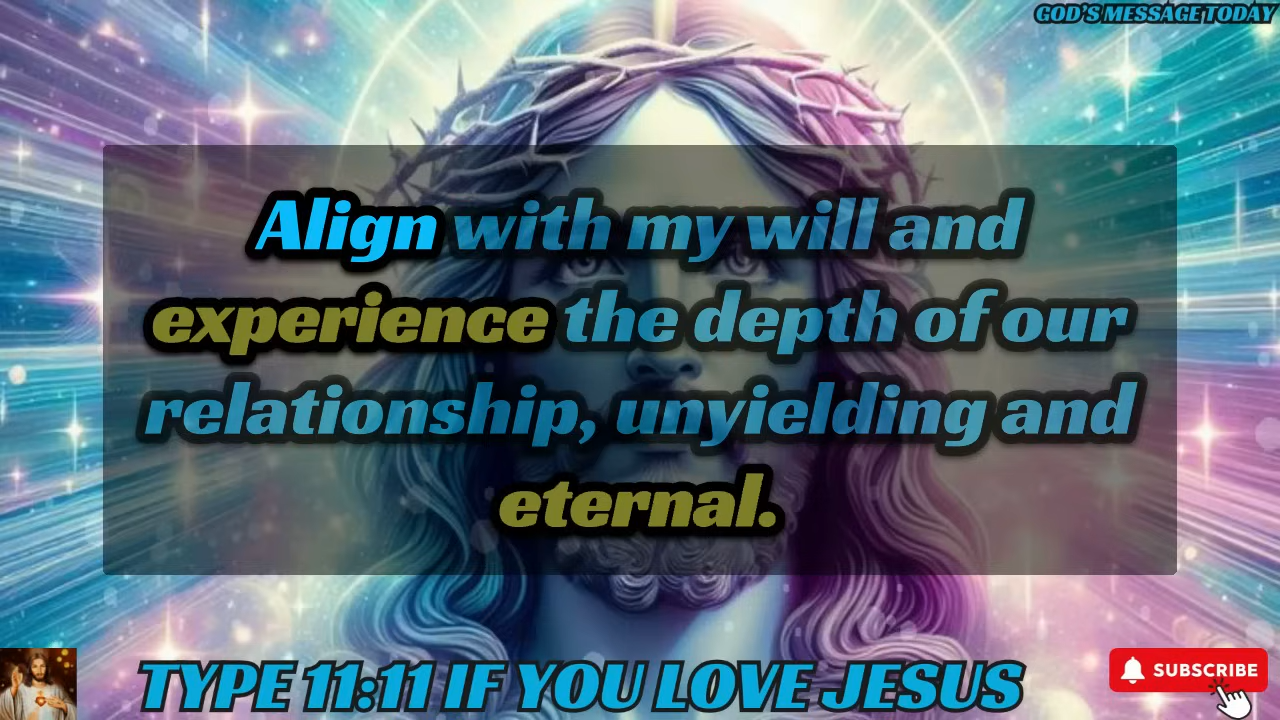 GOD'S MESSAGE TODAY
Align with my will and
experience the depth of our
relationship, unyielding and
eternal.
TYPE 11:11 IF YOU LOVE JESUS
SUBSCRIBE